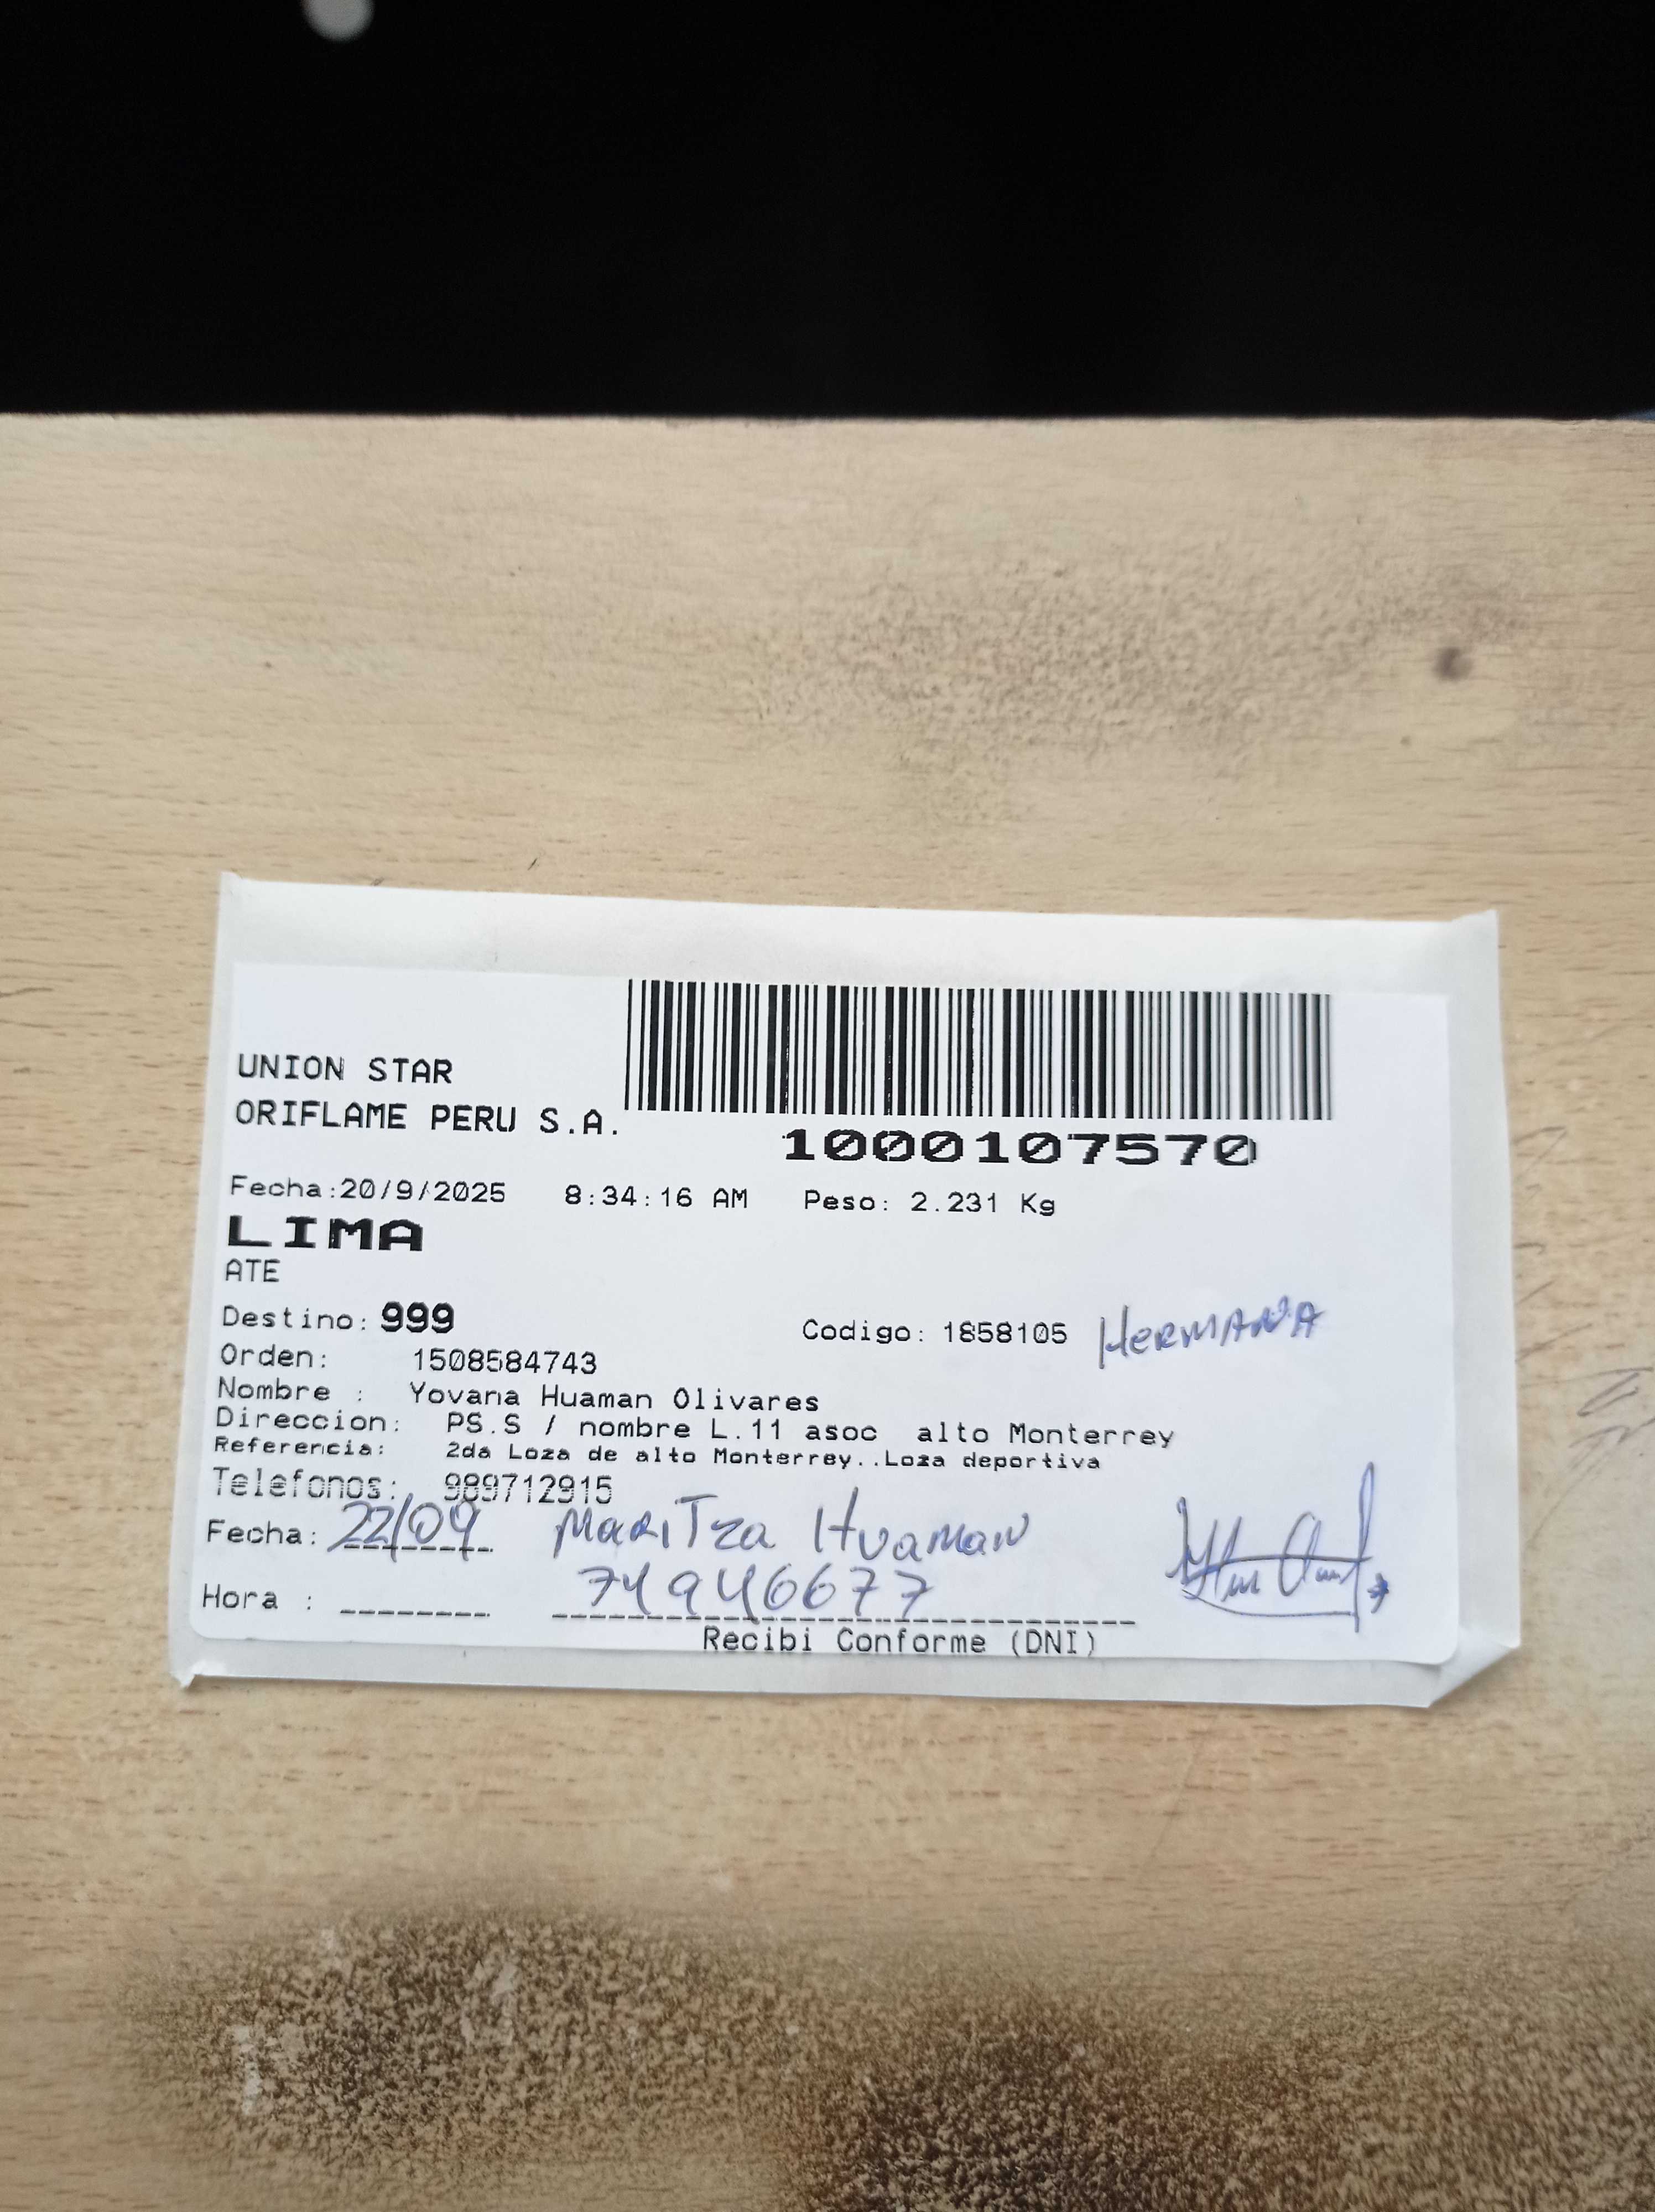 UNION STAR
ORIFLAME PERU S.A.
1000107570
Fecha:20/9/2025 8:34:16 AM Peso: 2.231 Kg
LIMA
ATE
Destino: 999 Codigo: 1858105 HERMANA
Orden: 1508584743
Nombre : Yovana Huaman Olivares
Direccion: PS.S / nombre L.11 asoc alto Monterrey
Referencia: 2da Loza de alto Monterrey..Loza deportiva
Telefonos: 989712915
Fecha: 22/09 MARITza Huaman
Hora : 74946677
Recibi Conforme (DNI)